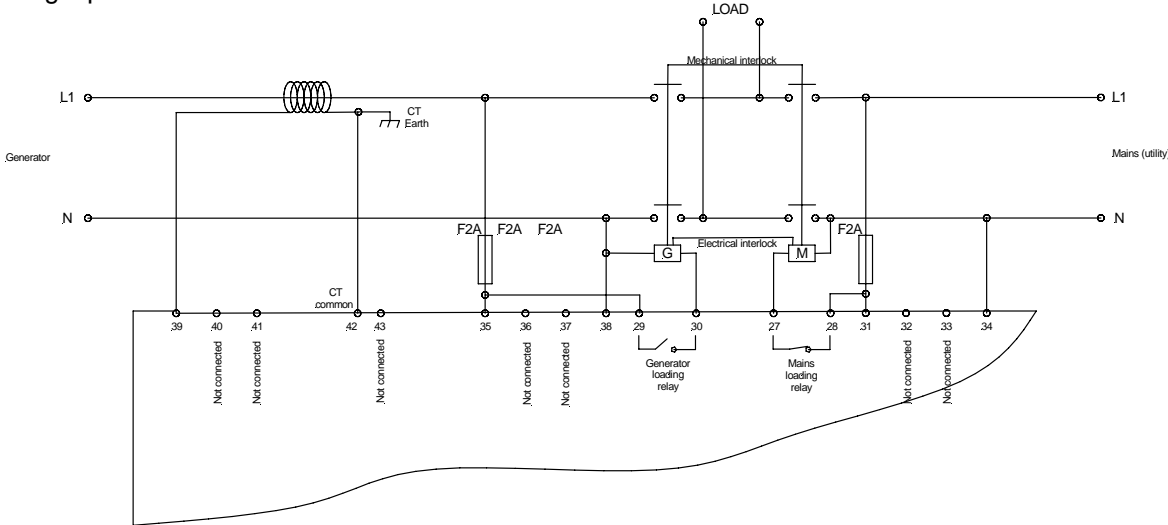 LOAD
Mechanical interlock
L1
CT
Earth
L1
Generator
Mains (utility)
N
N
F2A
F2A
F2A
F2A
Electrical interlock
G
M
CT
common
39
40
41
42
43
35
36
37
38
29
30
27
28
31
32
33
34
Not connected
Not connected
Not connected
Not connected
Not connected
Generator
loading
relay
Mains
loading
relay
Not connected
Not connected